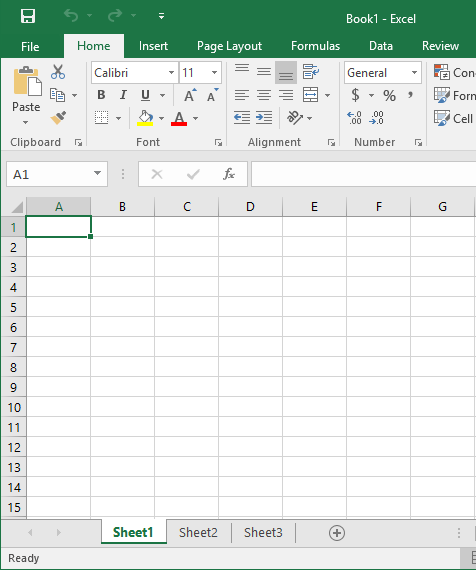 Book1 - Excel
File Home Insert Page Layout Formulas Data Review
Calibri 11 General Con
Paste B I U A A $ % , Form
A .00 .00 Cell
Clipboard Font Alignment Number
A1 fx
A B C D E F G
1
2
3
4
5
6
7
8
9
10
11
12
13
14
15
Sheet1 Sheet2 Sheet3
Ready